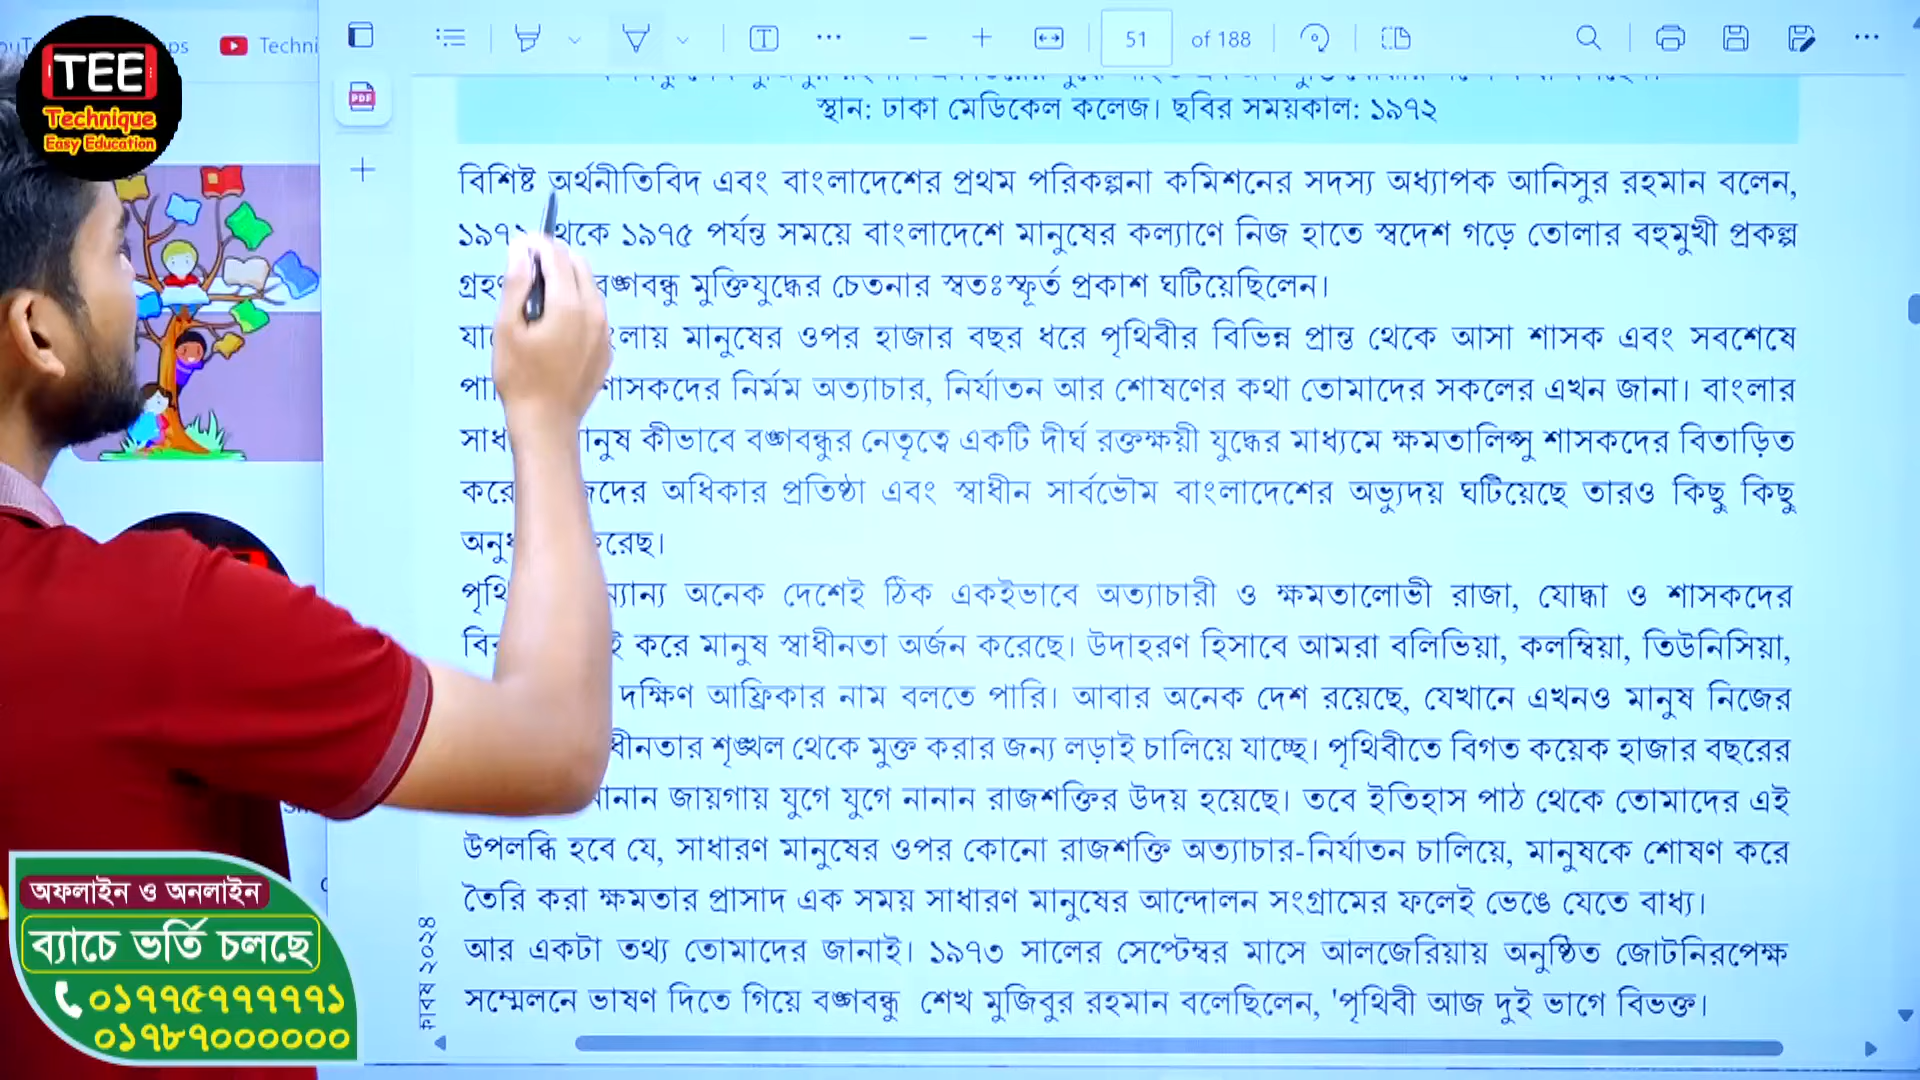 Techni
TEE
Technique
Easy Education
51 of 188
স্থান: ঢাকা মেডিকেল কলেজ। ছবির সময়কাল: ১৯৭২
বিশিষ্ট অর্থনীতিবিদ এবং বাংলাদেশের প্রথম পরিকল্পনা কমিশনের সদস্য অধ্যাপক আনিসুর রহমান বলেন,
থেকে ১৯৭৫ পর্যন্ত সময়ে বাংলাদেশে মানুষের কল্যাণে নিজ হাতে স্বদেশ গড়ে তোলার বহুমুখী প্রকল্প
বঙ্গবন্ধু মুক্তিযুদ্ধের চেতনার স্বতঃস্ফূর্ত প্রকাশ ঘটিয়েছিলেন।
মানুষের ওপর হাজার বছর ধরে পৃথিবীর বিভিন্ন প্রান্ত থেকে আসা শাসক এবং সবশেষে
শাসকদের নির্মম অত্যাচার, নির্যাতন আর শোষণের কথা তোমাদের সকলের এখন জানা। বাংলার
মানুষ কীভাবে বঙ্গবন্ধুর নেতৃত্বে একটি দীর্ঘ রক্তক্ষয়ী যুদ্ধের মাধ্যমে ক্ষমতালিপ্সু শাসকদের বিতাড়িত
করে অধিকার প্রতিষ্ঠা এবং স্বাধীন সার্বভৌম বাংলাদেশের অভ্যুদয় ঘটিয়েছে তারও কিছু কিছু
করেছ।
অনেক দেশেই ঠিক একইভাবে অত্যাচারী ও ক্ষমতালোভী রাজা, যোদ্ধা ও শাসকদের
করে মানুষ স্বাধীনতা অর্জন করেছে। উদাহরণ হিসাবে আমরা বলিভিয়া, কলম্বিয়া, তিউনিসিয়া,
দক্ষিণ আফ্রিকার নাম বলতে পারি। আবার অনেক দেশ রয়েছে, যেখানে এখনও মানুষ নিজের
শৃঙ্খল থেকে মুক্ত করার জন্য লড়াই চালিয়ে যাচ্ছে। পৃথিবীতে বিগত কয়েক হাজার বছরের
নানান জায়গায় যুগে যুগে নানান রাজশক্তির উদয় হয়েছে। তবে ইতিহাস পাঠ থেকে তোমাদের এই
উপলব্ধি হবে যে, সাধারণ মানুষের ওপর কোনো রাজশক্তি অত্যাচার-নির্যাতন চালিয়ে, মানুষকে শোষণ করে
তৈরি করা ক্ষমতার প্রাসাদ এক সময় সাধারণ মানুষের আন্দোলন সংগ্রামের ফলেই ভেঙে যেতে বাধ্য।
আর একটা তথ্য তোমাদের জানাই। ১৯৭৩ সালের সেপ্টেম্বর মাসে আলজেরিয়ায় অনুষ্ঠিত জোটনিরপেক্ষ
সম্মেলনে ভাষণ দিতে গিয়ে বঙ্গবন্ধু শেখ মুজিবুর রহমান বলেছিলেন, 'পৃথিবী আজ দুই ভাগে বিভক্ত।
২০২৪
অফলাইন ও অনলাইন
ব্যাচে ভর্তি চলছে
০১৭৭৫৭৭৭৭৭১
০১৭৮৭০০০০০০